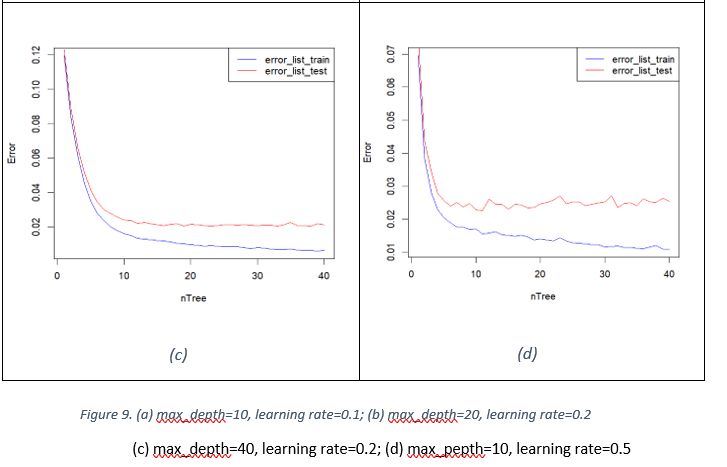 error_list_train
error_list_test
0.12
0.10
0.08
0.06
0.04
0.02
Error
0 10 20 30 40
nTree
(c)
error_list_train
error_list_test
0.07
0.06
0.05
0.04
0.03
0.02
0.01
Error
0 10 20 30 40
nTree
(d)
Figure 9. (a) max_depth=10, learning rate=0.1; (b) max_depth=20, learning rate=0.2
(c) max_depth=40, learning rate=0.2; (d) max_pepth=10, learning rate=0.5